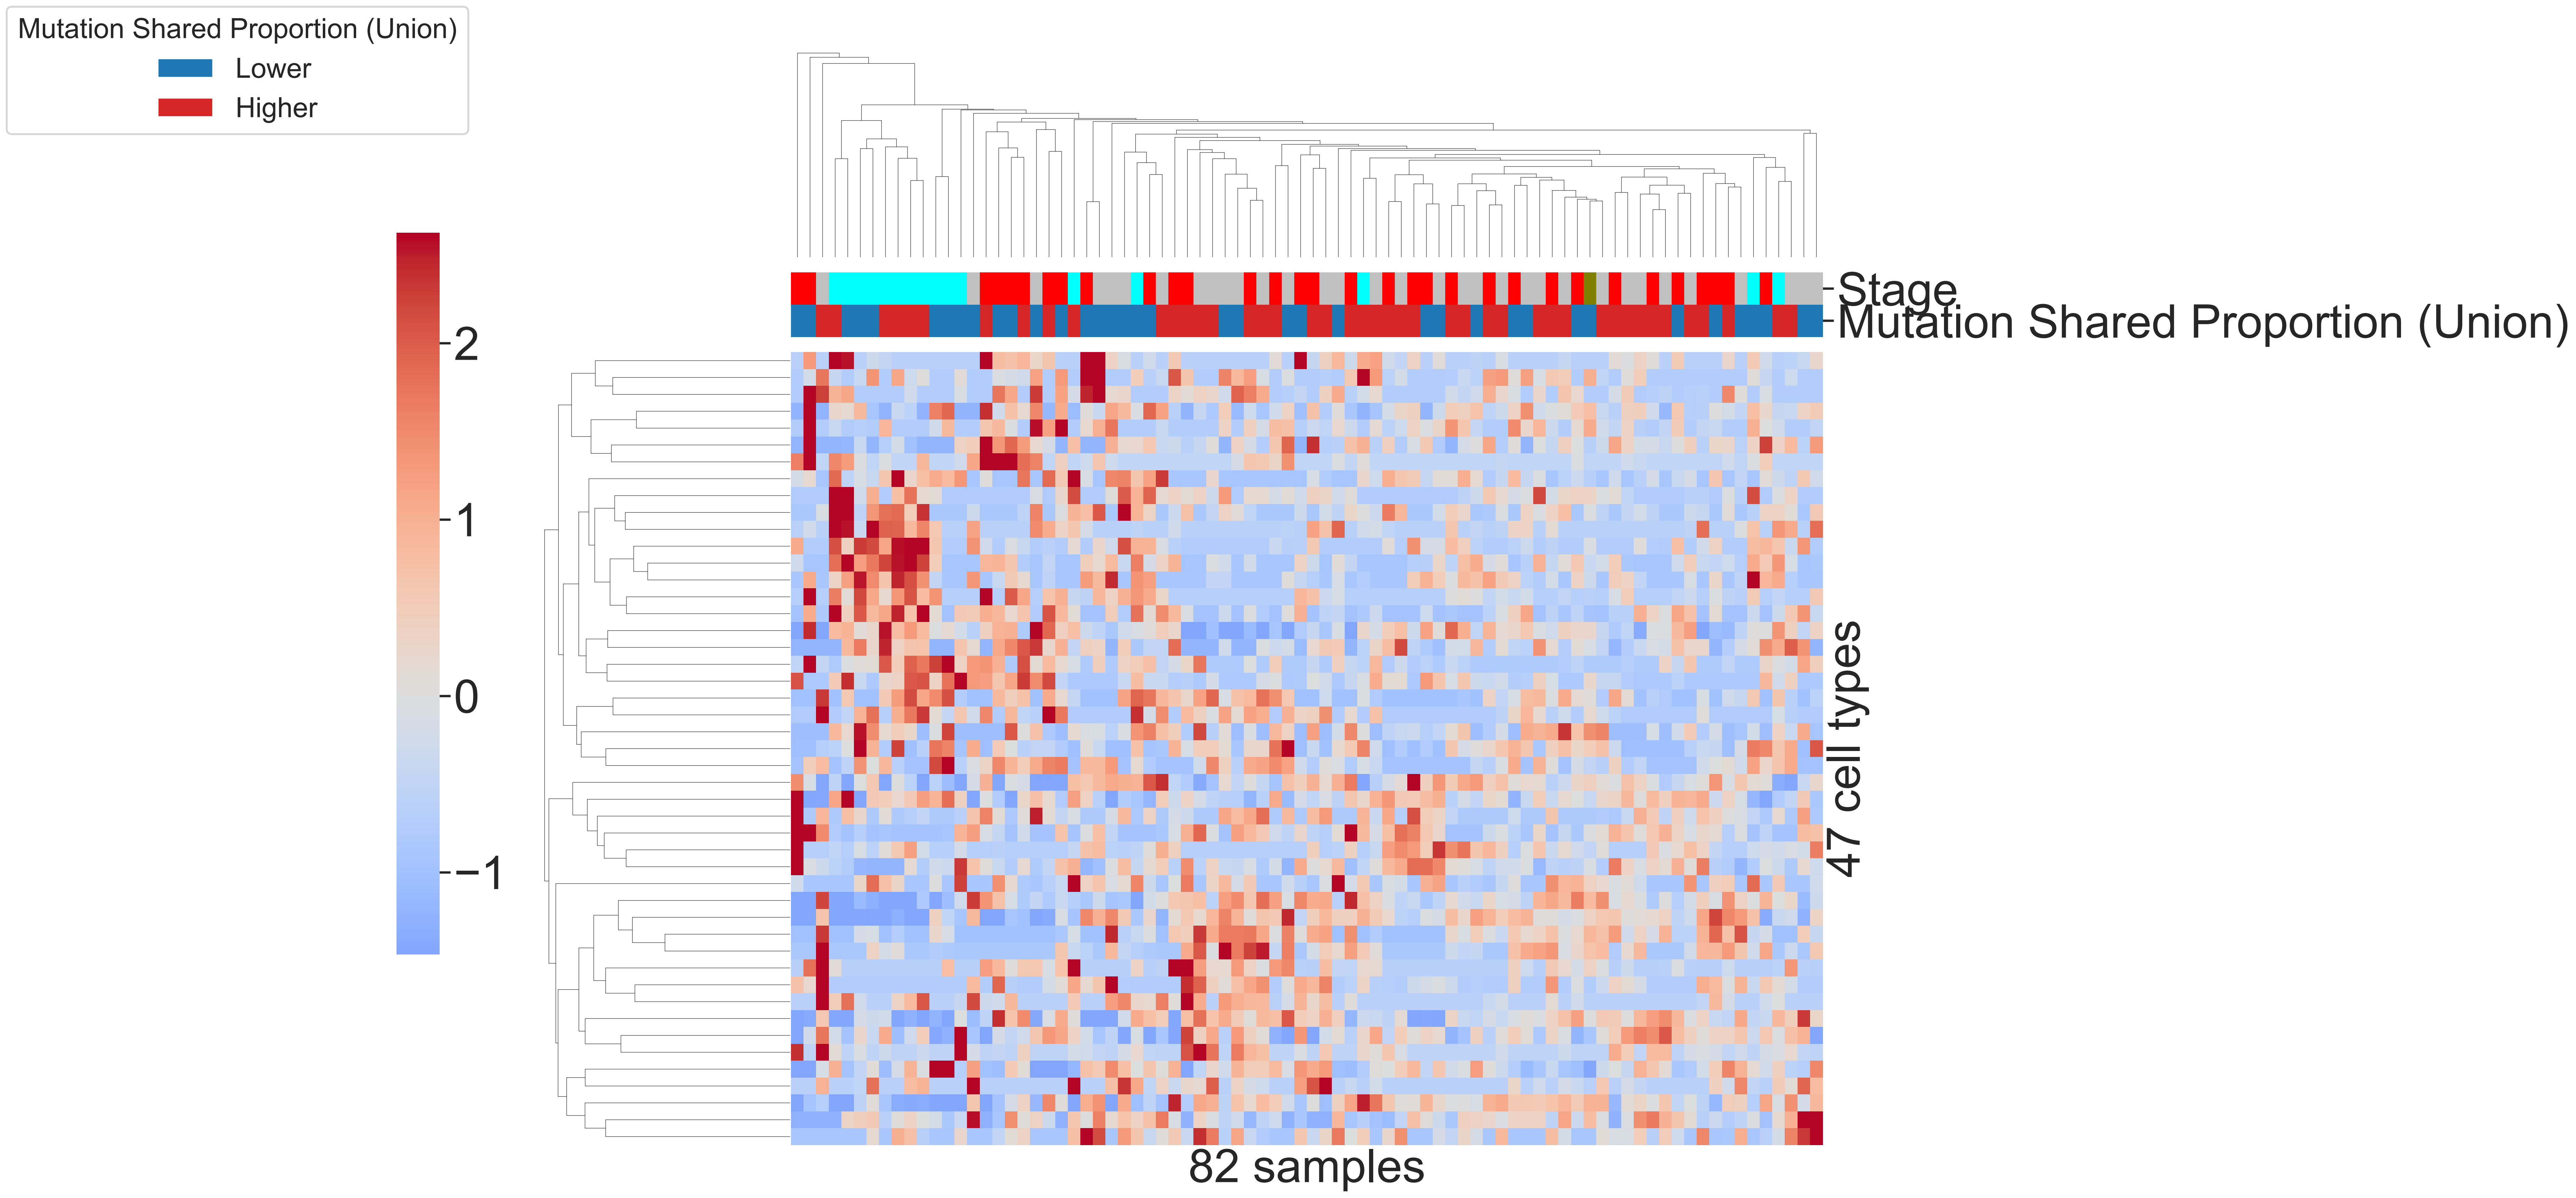 Mutation Shared Proportion (Union)
Lower
Higher
2
1
0
−1
Stage
Mutation Shared Proportion (Union)
47 cell types
82 samples